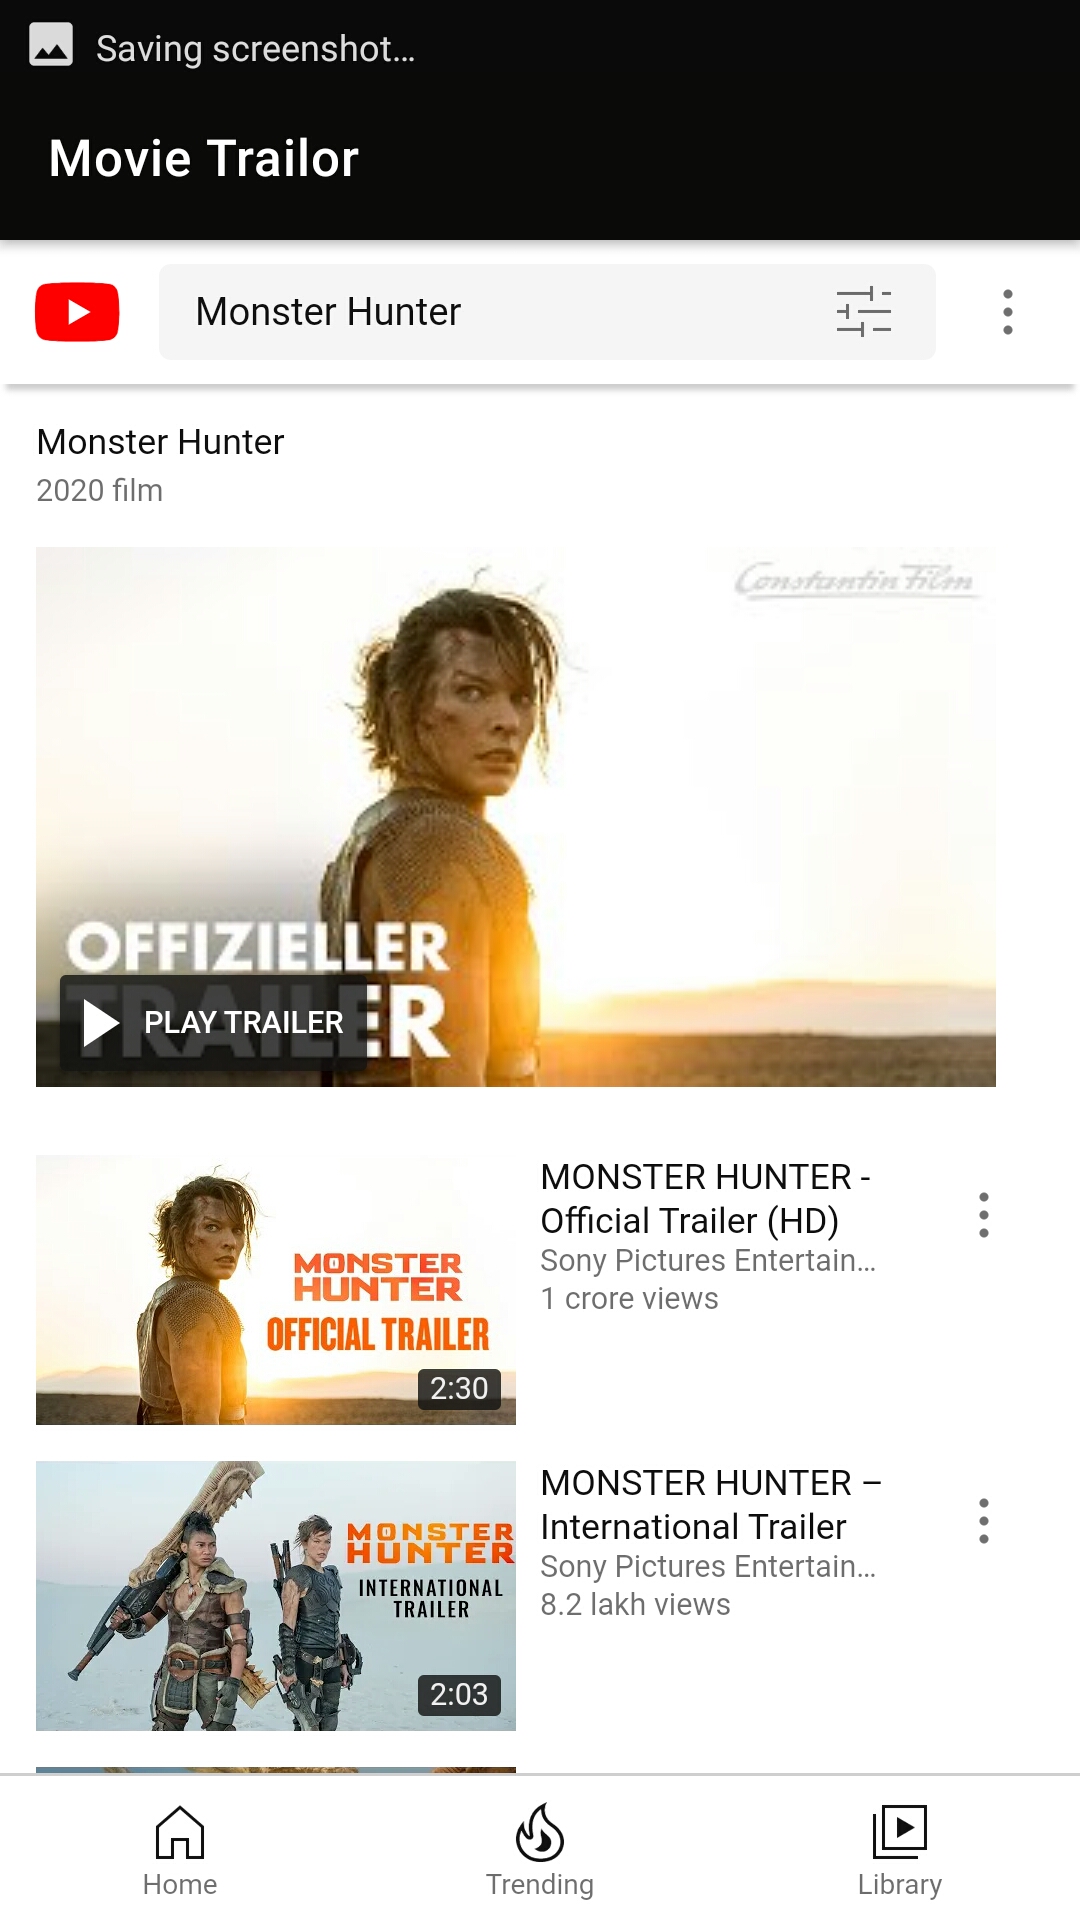 Saving screenshot...
Movie Trailor
Monster Hunter
Monster Hunter
2020 film
Constantin Film
OFFIZIELLER
TRAILER
PLAY TRAILER
MONSTER HUNTER
OFFICIAL TRAILER
2:30
MONSTER HUNTER -
Official Trailer (HD)
Sony Pictures Entertain...
1 crore views
MONSTER
HUNTER
INTERNATIONAL
TRAILER
2:03
MONSTER HUNTER –
International Trailer
Sony Pictures Entertain...
8.2 lakh views
Home
Trending
Library